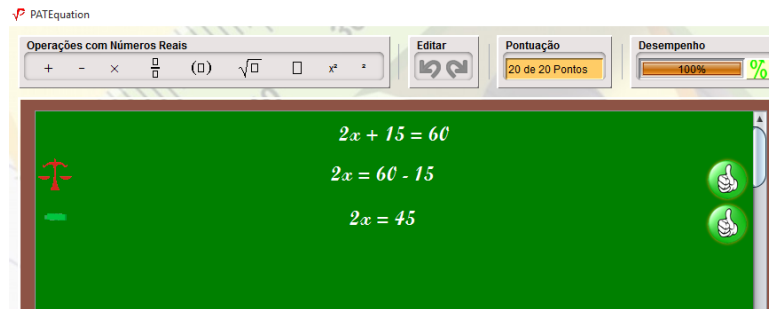 PATEquation
Operações com Números Reais
Editar
Pontuação
Desempenho
+ - × □/□ (□) √□ □ x² ²
20 de 20 Pontos
100%
%
2x + 15 = 60
2x = 60 - 15
2x = 45